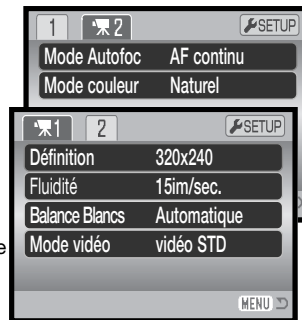 1 2 SETUP
Mode Autofoc AF continu
Mode couleur Naturel
1 2 SETUP
Définition 320x240
Fluidité 15im/sec.
Balance Blancs Automatique
Mode vidéo vidéo STD
e
MENU